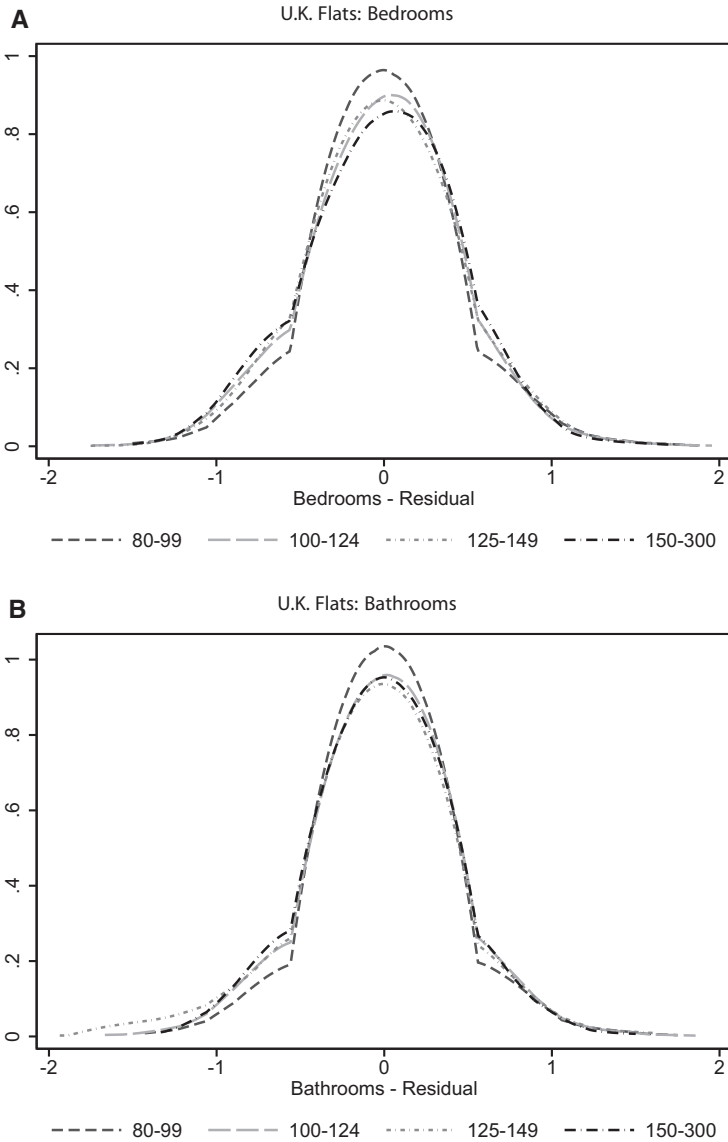 A
U.K. Flats: Bedrooms
1
.8
.6
.4
.2
0
-2 -1 0 1 2
Bedrooms - Residual
80-99 100-124 125-149 150-300
B
U.K. Flats: Bathrooms
1
.8
.6
.4
.2
0
-2 -1 0 1 2
Bathrooms - Residual
80-99 100-124 125-149 150-300